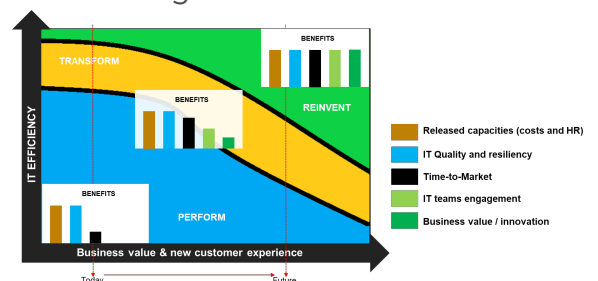 BENEFITS
TRANSFORM
BENEFITS
REINVENT
IT EFFICIENCY
BENEFITS
PERFORM
Business value & new customer experience
Today
Future
Released capacities (costs and HR)
IT Quality and resiliency
Time-to-Market
IT teams engagement
Business value / innovation